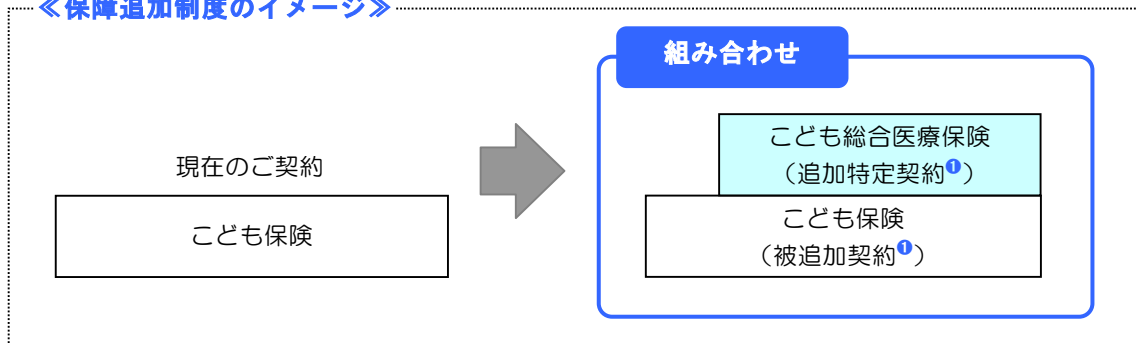 ≪保障追加制度のイメージ≫
組み合わせ
現在のご契約
こども保険
こども総合医療保険
（追加特定契約❶）
こども保険
（被追加契約❶）